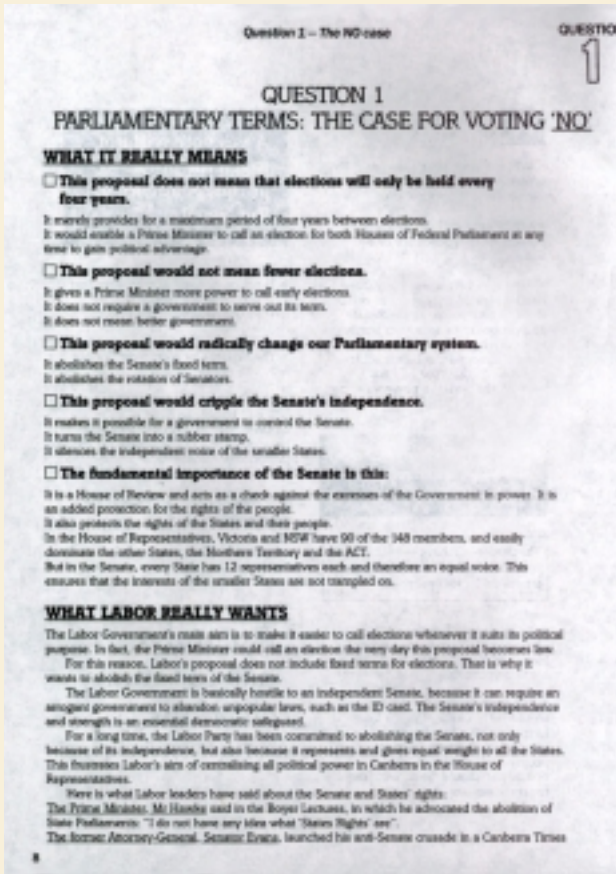 Question 1 – The NO case
QUESTIO
1
QUESTION 1
PARLIAMENTARY TERMS: THE CASE FOR VOTING 'NO'
WHAT IT REALLY MEANS
This proposal does not mean that elections will only be held every
four years.
It merely provides for a maximum period of four years between elections.
It would enable a Prime Minister to call an election for both Houses of Federal Parliament at any
time to gain political advantage.
This proposal would not mean fewer elections.
It gives a Prime Minister more power to call early elections.
It does not require a government to serve out its term.
It does not mean better government.
This proposal would radically change our Parliamentary system.
It abolishes the Senate's fixed term.
It abolishes the rotation of Senators.
This proposal would cripple the Senate's independence.
It makes it possible for a government to control the Senate.
It turns the Senate into a rubber stamp.
It silences the independent voice of the smaller States.
The fundamental importance of the Senate is this:
It is a House of Review and acts as a check against the excesses of the Government in power. It is
an added protection for the rights of the people.
It also protects the rights of the States and their people.
In the House of Representatives, Victoria and NSW have 90 of the 148 members, and easily
dominate the other States, the Northern Territory and the ACT.
But in the Senate, every State has 12 representatives each and therefore an equal voice. This
ensures that the interests of the smaller States are not trampled on.
WHAT LABOR REALLY WANTS
The Labor Government's main aim is to make it easier to call elections whenever it suits its political
purpose. In fact, the Prime Minister could call an election the very day this proposal becomes law.
For this reason, Labor's proposal does not include fixed terms for elections. That is why it
wants to abolish the fixed term of the Senate.
The Labor Government is basically hostile to an independent Senate, because it can require an
arrogant government to abandon unpopular laws, such as the ID card. The Senate's independence
and strength is an essential democratic safeguard.
For a long time, the Labor Party has been committed to abolishing the Senate, not only
because of its independence, but also because it represents and gives equal weight to all the States.
This frustrates Labor's aim of centralising all political power in Canberra in the House of
Representatives.
Here is what Labor leaders have said about the Senate and States' rights:
The Prime Minister, Mr Hawke said in the Boyer Lectures, in which he advocated the abolition of
State Parliaments: "I do not have any idea what 'States Rights' are".
The former Attorney-General, Senator Evans, launched his anti-Senate crusade in a Canberra Times
8